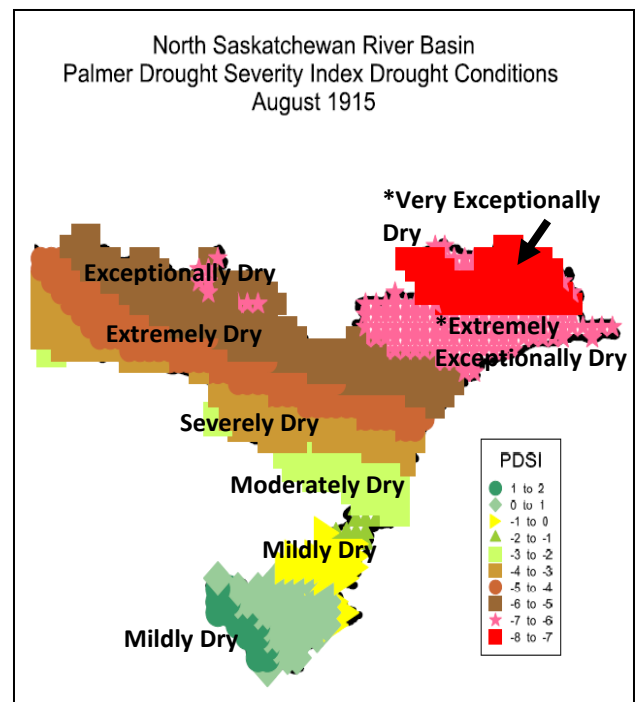 North Saskatchewan River Basin
Palmer Drought Severity Index Drought Conditions
August 1915
*Very Exceptionally
Dry
Exceptionally Dry
Extremely Dry
*Extremely
Exceptionally Dry
Severely Dry
Moderately Dry
Mildly Dry
Mildly Dry
PDSI
1 to 2
0 to 1
-1 to 0
-2 to -1
-3 to -2
-4 to -3
-5 to -4
-6 to -5
-7 to -6
-8 to -7